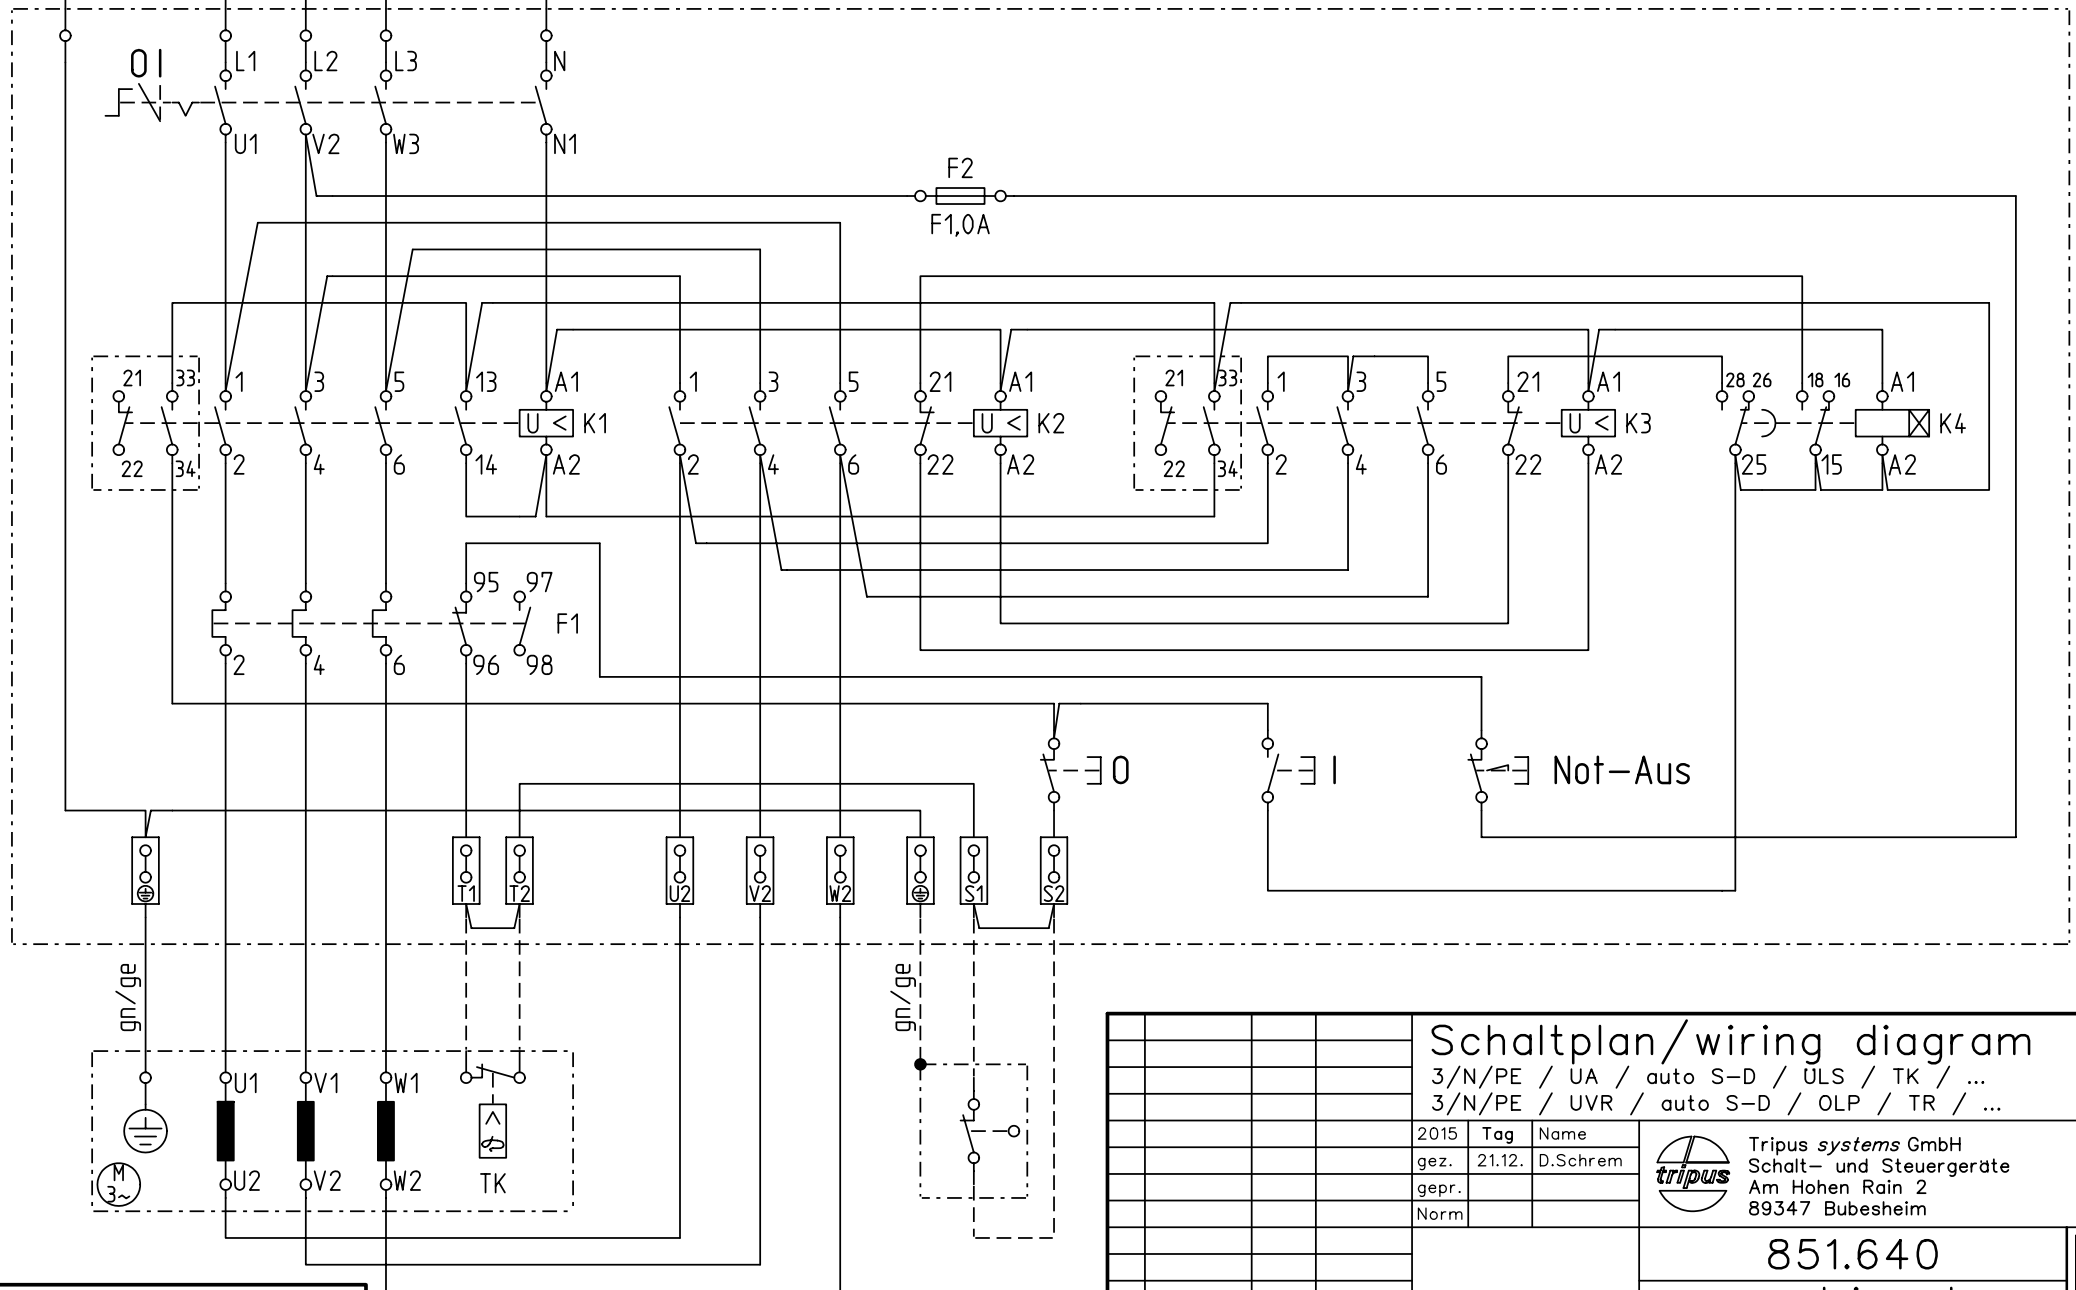 0 I
L1 L2 L3 N
U1 V2 W3 N1
F2
F1,0A
21 33 1 3 5 13 A1 1 3 5 21 A1 21 33 1 3 5 21 A1 28 26 18 16 A1
U < K1 U < K2 U < K3 K4
22 34 2 4 6 14 A2 2 4 6 22 A2 22 34 2 4 6 22 A2 25 15 A2
95 97
F1
2 4 6 96 98
0 I Not-Aus
T1 T2 U2 V2 W2 S1 S2
gn/ge gn/ge
U1 V1 W1
M
3~
U2 V2 W2 TK
Schaltplan/wiring diagram
3/N/PE / UA / auto S-D / ÜLS / TK / ...
3/N/PE / UVR / auto S-D / OLP / TR / ...
2015 Tag Name
gez. 21.12. D.Schrem
gepr.
Norm
tripus
Tripus systems GmbH
Schalt- und Steuergeräte
Am Hohen Rain 2
89347 Bubesheim
851.640